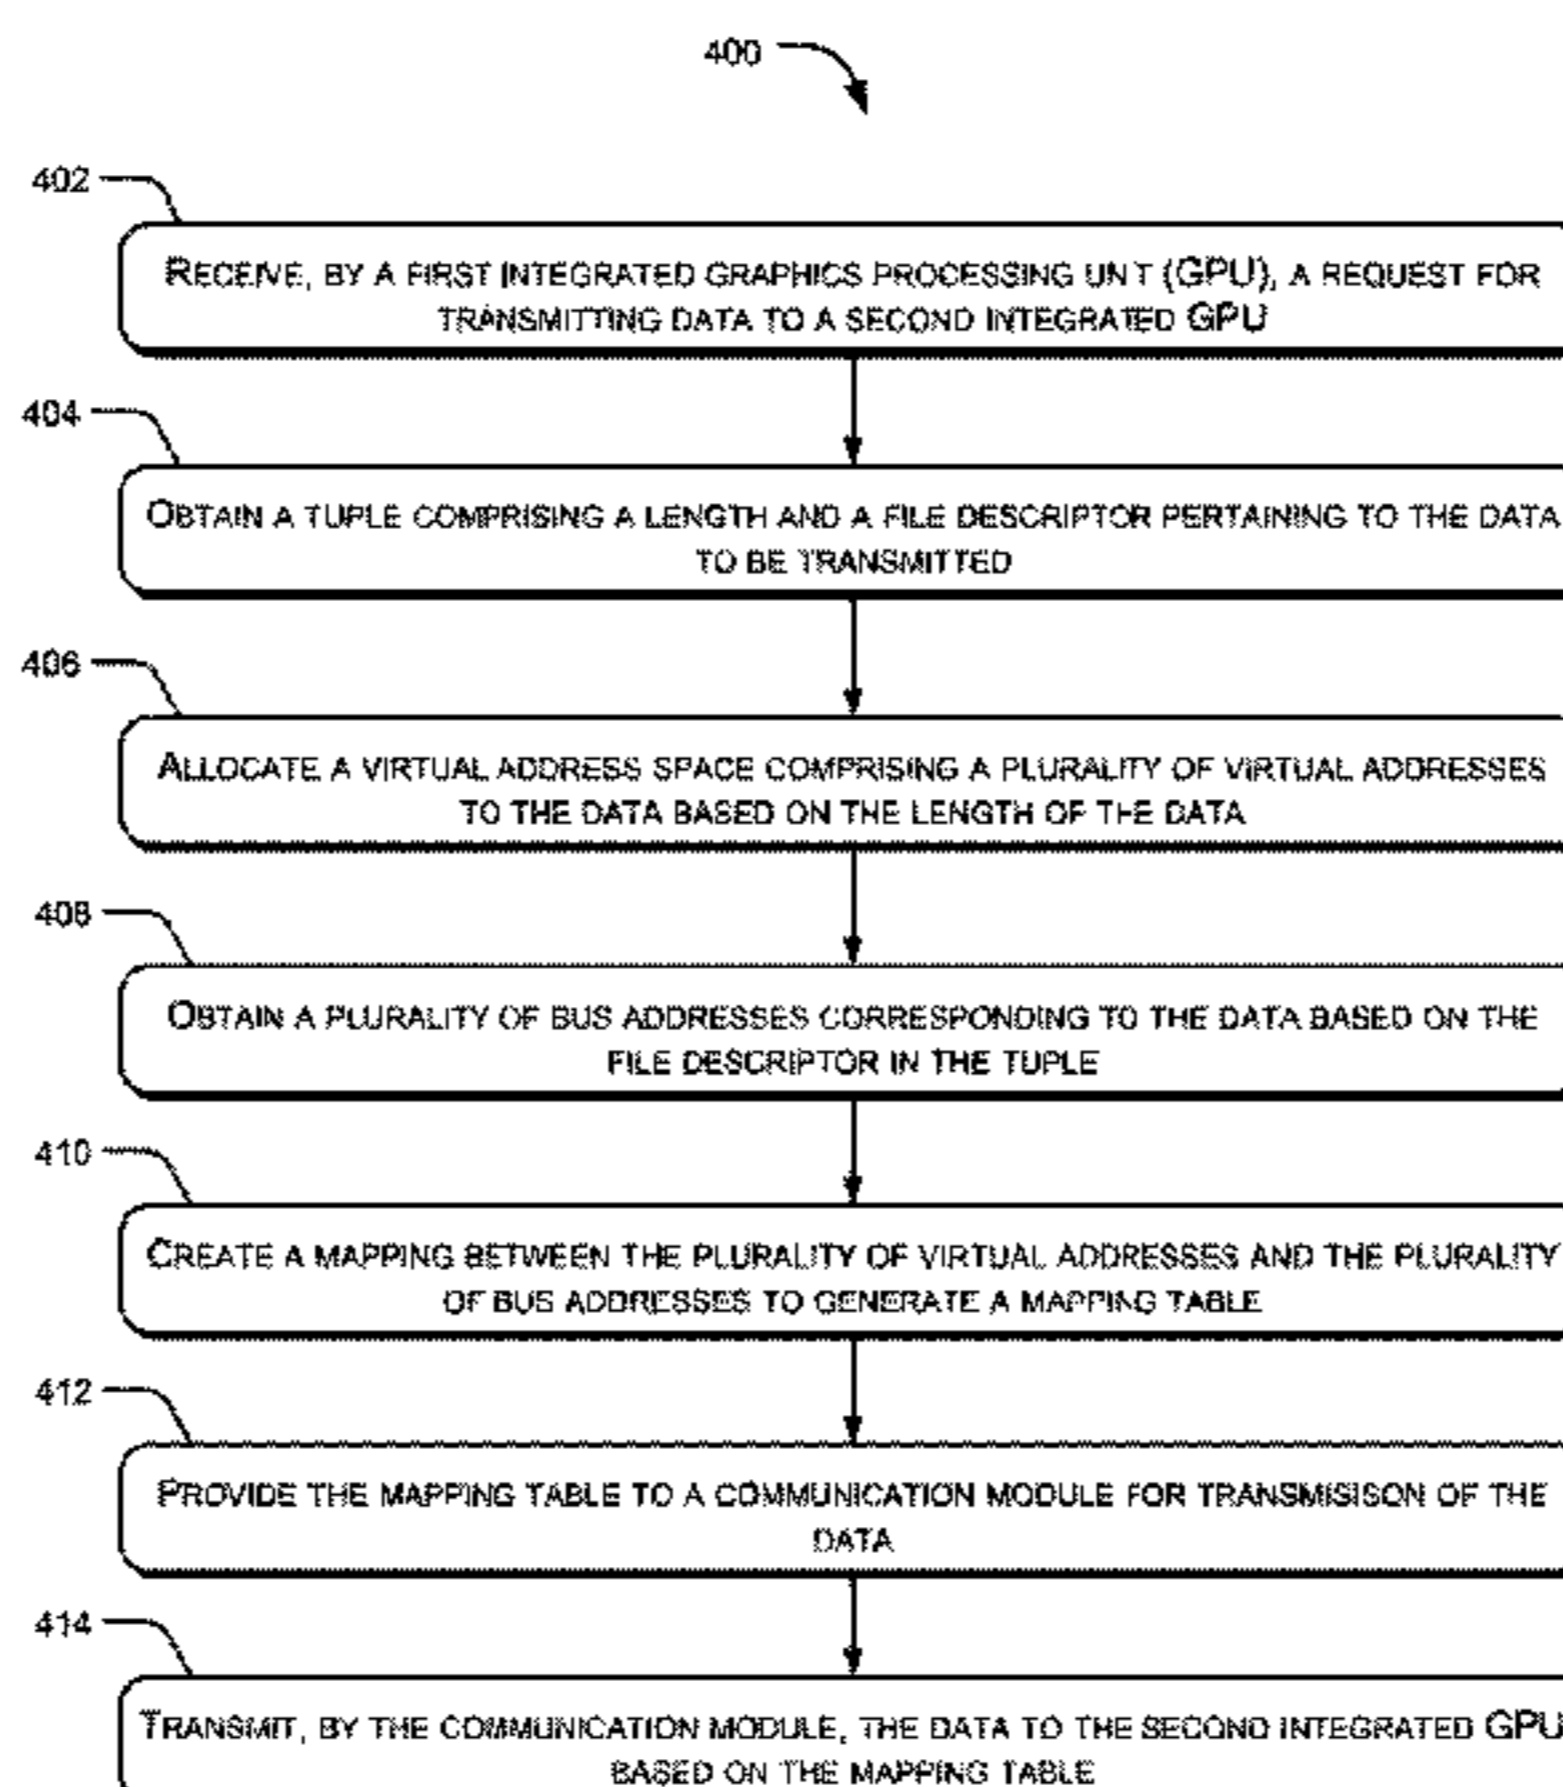 400
402
RECEIVE, BY A FIRST INTEGRATED GRAPHICS PROCESSING UNIT (GPU), A REQUEST FOR
TRANSMITTING DATA TO A SECOND INTEGRATED GPU
404
OBTAIN A TUPLE COMPRISING A LENGTH AND A FILE DESCRIPTOR PERTAINING TO THE DATA
TO BE TRANSMITTED
406
ALLOCATE A VIRTUAL ADDRESS SPACE COMPRISING A PLURALITY OF VIRTUAL ADDRESSES
TO THE DATA BASED ON THE LENGTH OF THE DATA
408
OBTAIN A PLURALITY OF BUS ADDRESSES CORRESPONDING TO THE DATA BASED ON THE
FILE DESCRIPTOR IN THE TUPLE
410
CREATE A MAPPING BETWEEN THE PLURALITY OF VIRTUAL ADDRESSES AND THE PLURALITY
OF BUS ADDRESSES TO GENERATE A MAPPING TABLE
412
PROVIDE THE MAPPING TABLE TO A COMMUNICATION MODULE FOR TRANSMISISON OF THE
DATA
414
TRANSMIT, BY THE COMMUNICATION MODULE, THE DATA TO THE SECOND INTEGRATED GPU
BASED ON THE MAPPING TABLE